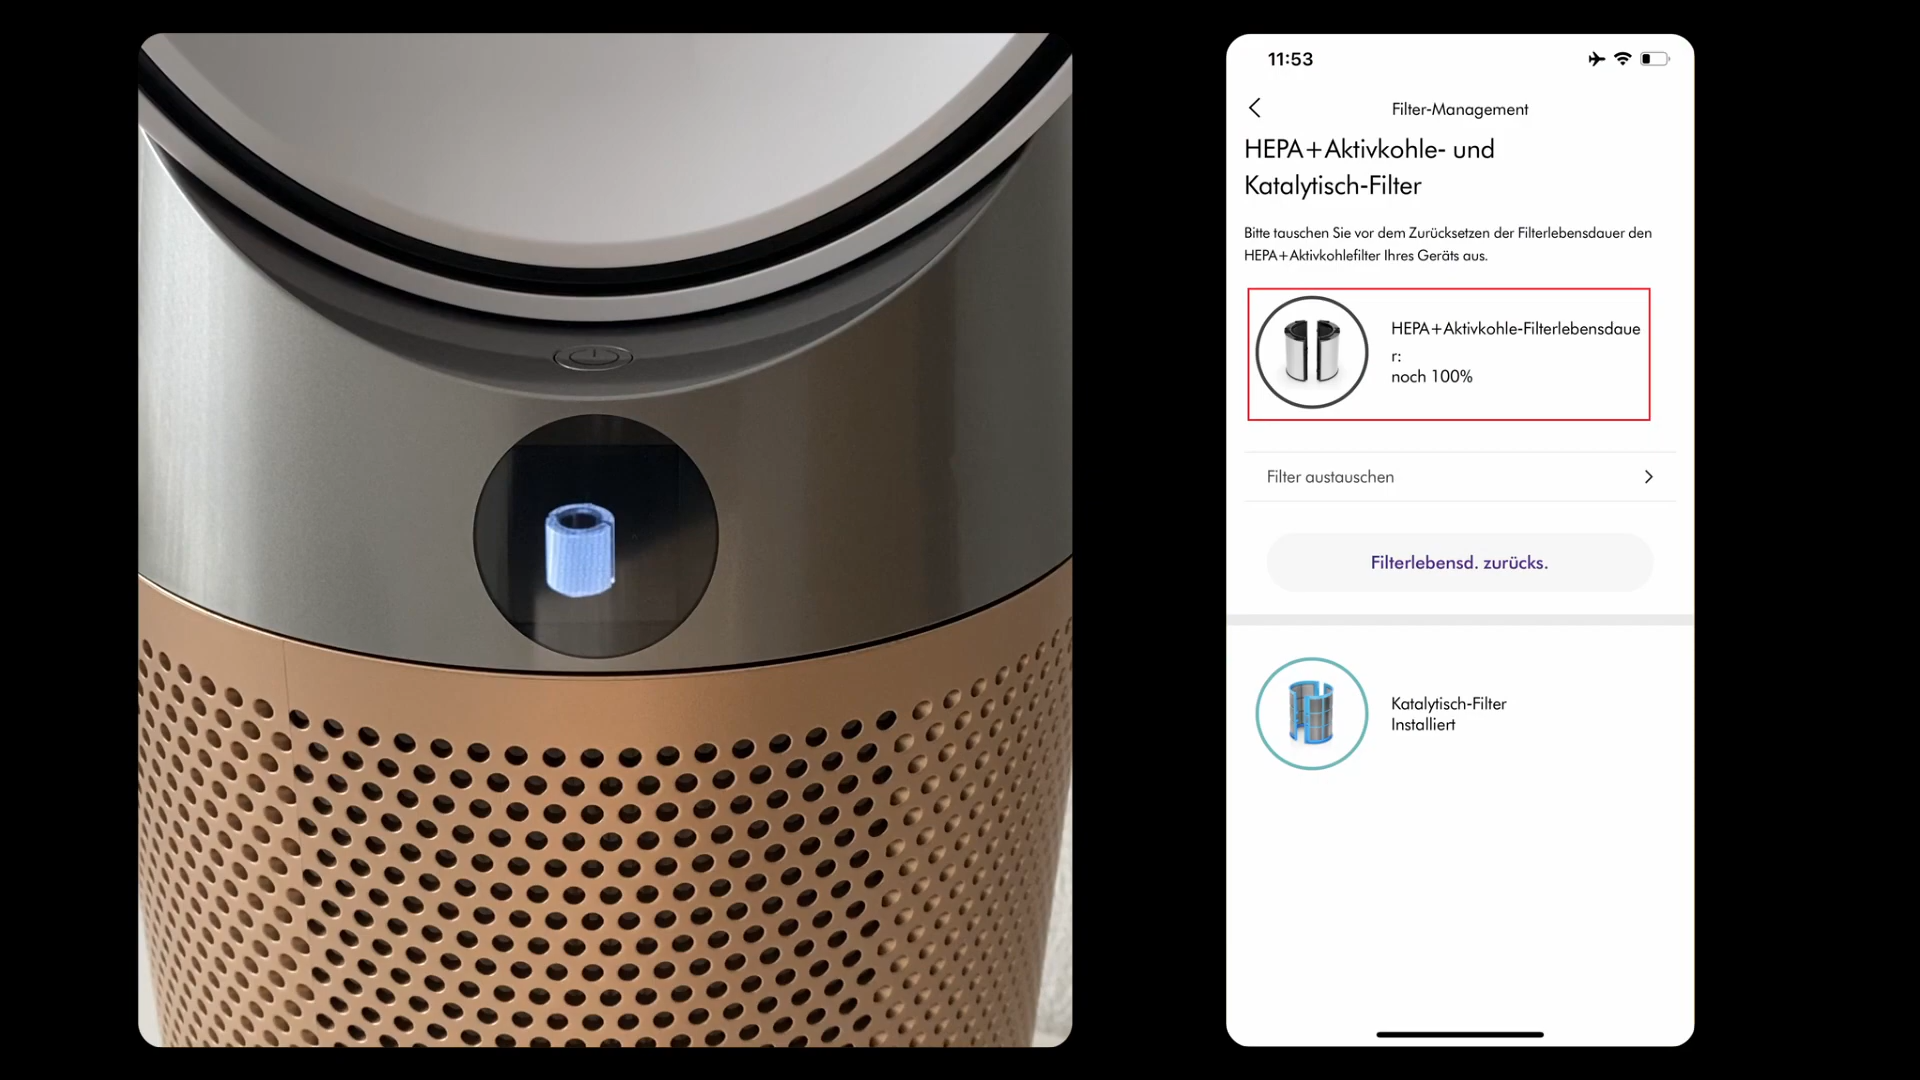 11:53
Filter-Management
HEPA+Aktivkohle- und
Katalytisch-Filter
Bitte tauschen Sie vor dem Zurücksetzen der Filterlebensdauer den
HEPA+Aktivkohlefilter Ihres Geräts aus.
HEPA+Aktivkohle-Filterlebensdaue
r:
noch 100%
Filter austauschen
Filterlebensd. zurücks.
Katalytisch-Filter
Installiert